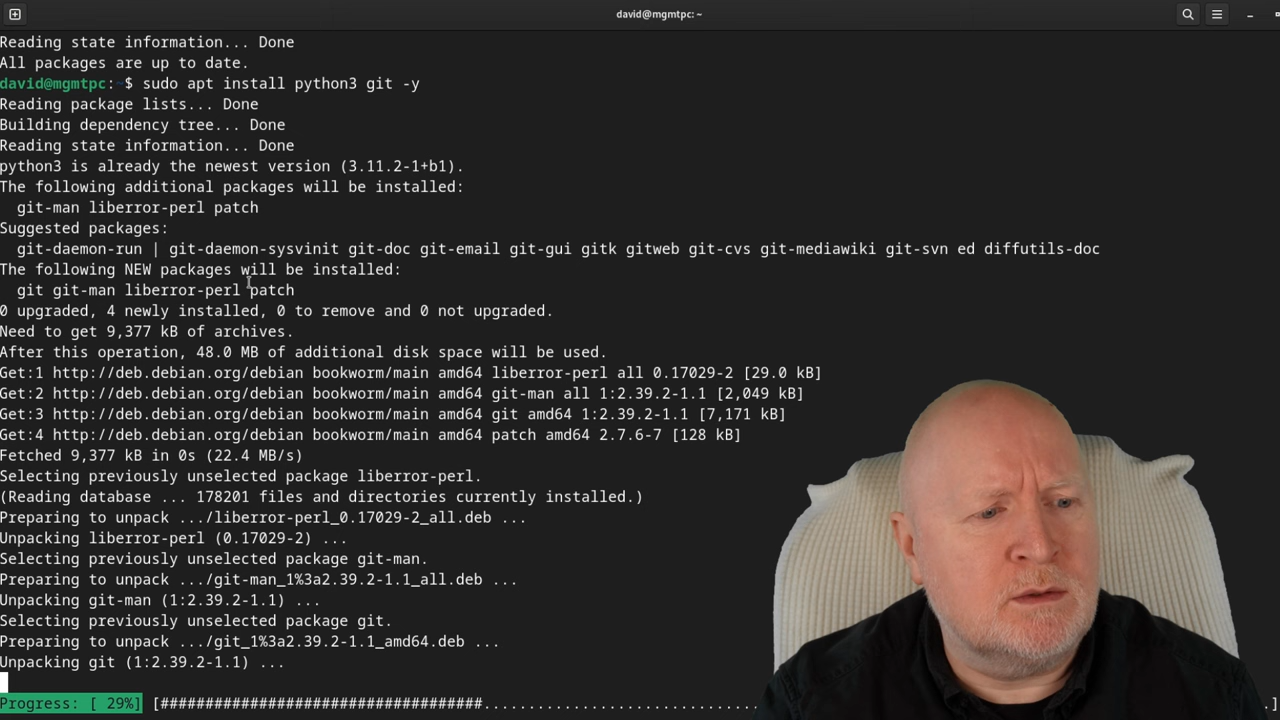 david@mgmtpc: ~
Reading state information... Done
All packages are up to date.
david@mgmtpc:~$ sudo apt install python3 git -y
Reading package lists... Done
Building dependency tree... Done
Reading state information... Done
python3 is already the newest version (3.11.2-1+b1).
The following additional packages will be installed:
  git-man liberror-perl patch
Suggested packages:
  git-daemon-run | git-daemon-sysvinit git-doc git-email git-gui gitk gitweb git-cvs git-mediawiki git-svn ed diffutils-doc
The following NEW packages will be installed:
  git git-man liberror-perl patch
0 upgraded, 4 newly installed, 0 to remove and 0 not upgraded.
Need to get 9,377 kB of archives.
After this operation, 48.0 MB of additional disk space will be used.
Get:1 http://deb.debian.org/debian bookworm/main amd64 liberror-perl all 0.17029-2 [29.0 kB]
Get:2 http://deb.debian.org/debian bookworm/main amd64 git-man all 1:2.39.2-1.1 [2,049 kB]
Get:3 http://deb.debian.org/debian bookworm/main amd64 git amd64 1:2.39.2-1.1 [7,171 kB]
Get:4 http://deb.debian.org/debian bookworm/main amd64 patch amd64 2.7.6-7 [128 kB]
Fetched 9,377 kB in 0s (22.4 MB/s)
Selecting previously unselected package liberror-perl.
(Reading database ... 178201 files and directories currently installed.)
Preparing to unpack .../liberror-perl_0.17029-2_all.deb ...
Unpacking liberror-perl (0.17029-2) ...
Selecting previously unselected package git-man.
Preparing to unpack .../git-man_1%3a2.39.2-1.1_all.deb ...
Unpacking git-man (1:2.39.2-1.1) ...
Selecting previously unselected package git.
Preparing to unpack .../git_1%3a2.39.2-1.1_amd64.deb ...
Unpacking git (1:2.39.2-1.1) ...
Progress: [ 29%] [####################################...............................]